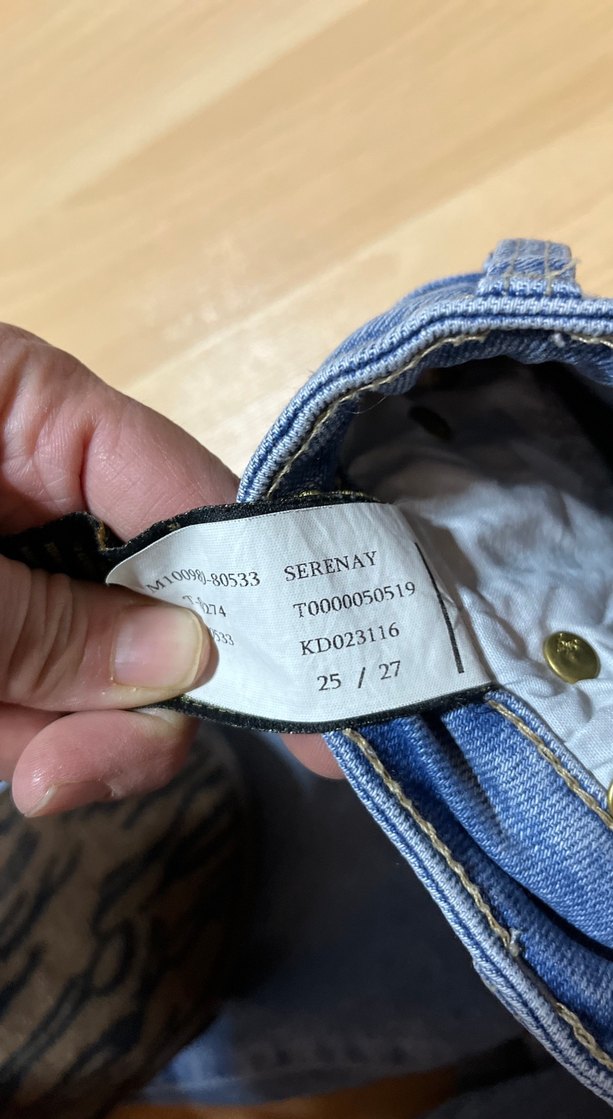 M10098)-80533
SERENAY
T0000050519
KD023116
25 / 27